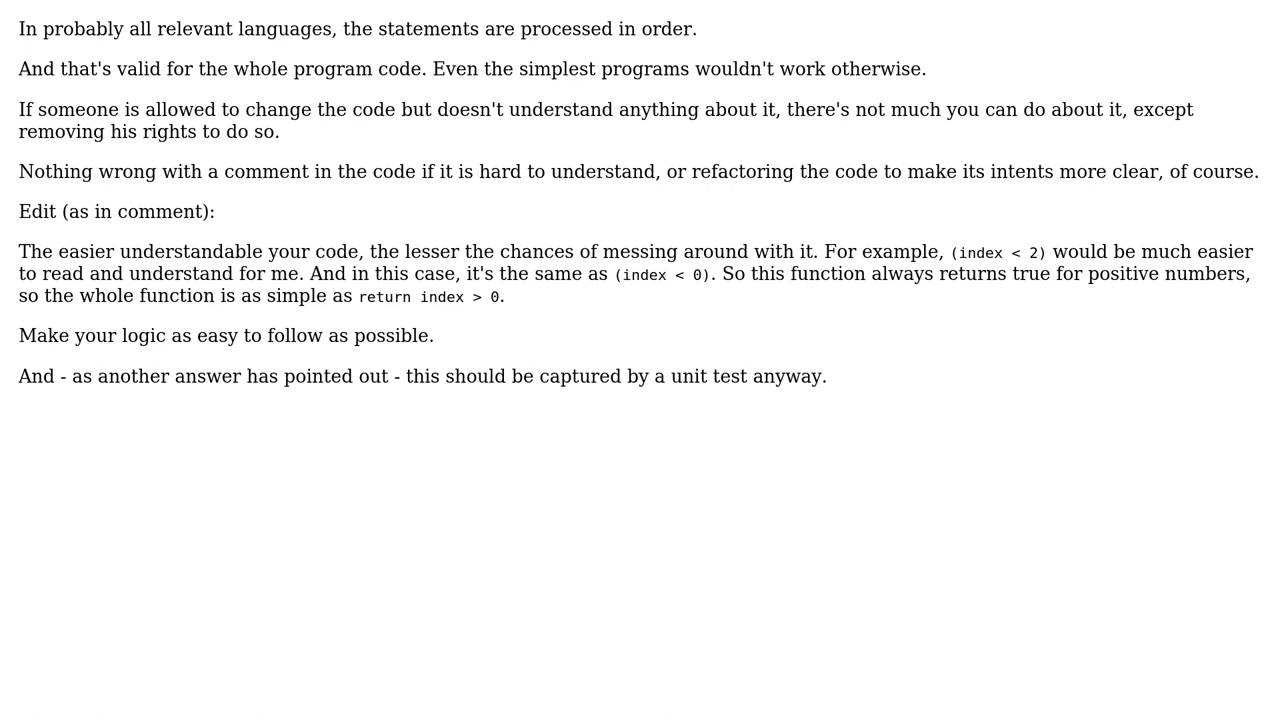 In probably all relevant languages, the statements are processed in order.
And that's valid for the whole program code. Even the simplest programs wouldn't work otherwise.
If someone is allowed to change the code but doesn't understand anything about it, there's not much you can do about it, except
removing his rights to do so.
Nothing wrong with a comment in the code if it is hard to understand, or refactoring the code to make its intents more clear, of course.
Edit (as in comment):
The easier understandable your code, the lesser the chances of messing around with it. For example, (index < 2) would be much easier
to read and understand for me. And in this case, it's the same as (index < 0). So this function always returns true for positive numbers,
so the whole function is as simple as return index > 0.
Make your logic as easy to follow as possible.
And - as another answer has pointed out - this should be captured by a unit test anyway.